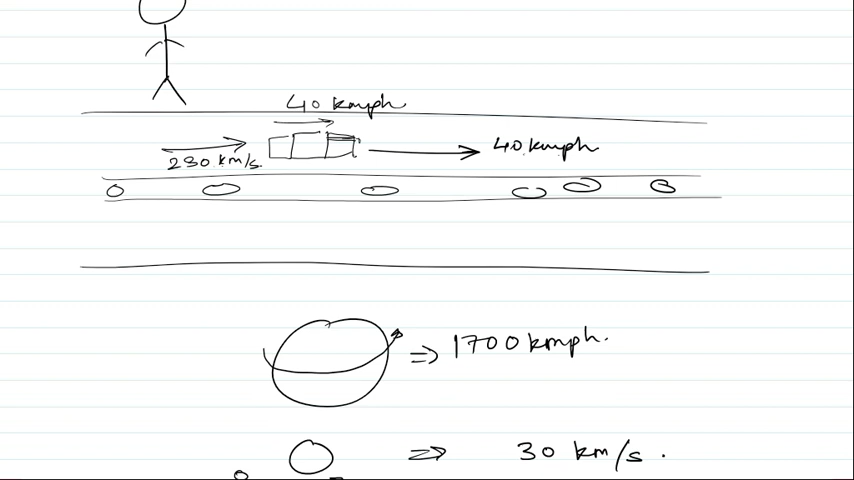 40 kmph
230 km/s.
40 kmph
⇒ 1700 kmph.
⇒ 30 km/s.